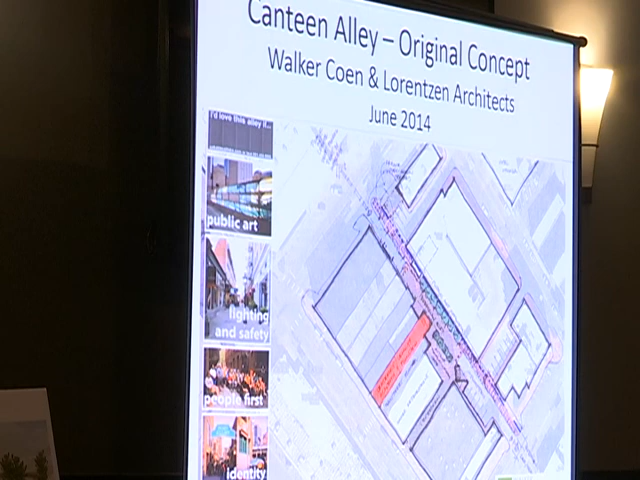 Canteen Alley – Original Concept
Walker Coen & Lorentzen Architects
June 2014
I'd love this alley if...
public art
lighting
and safety
people first
identity